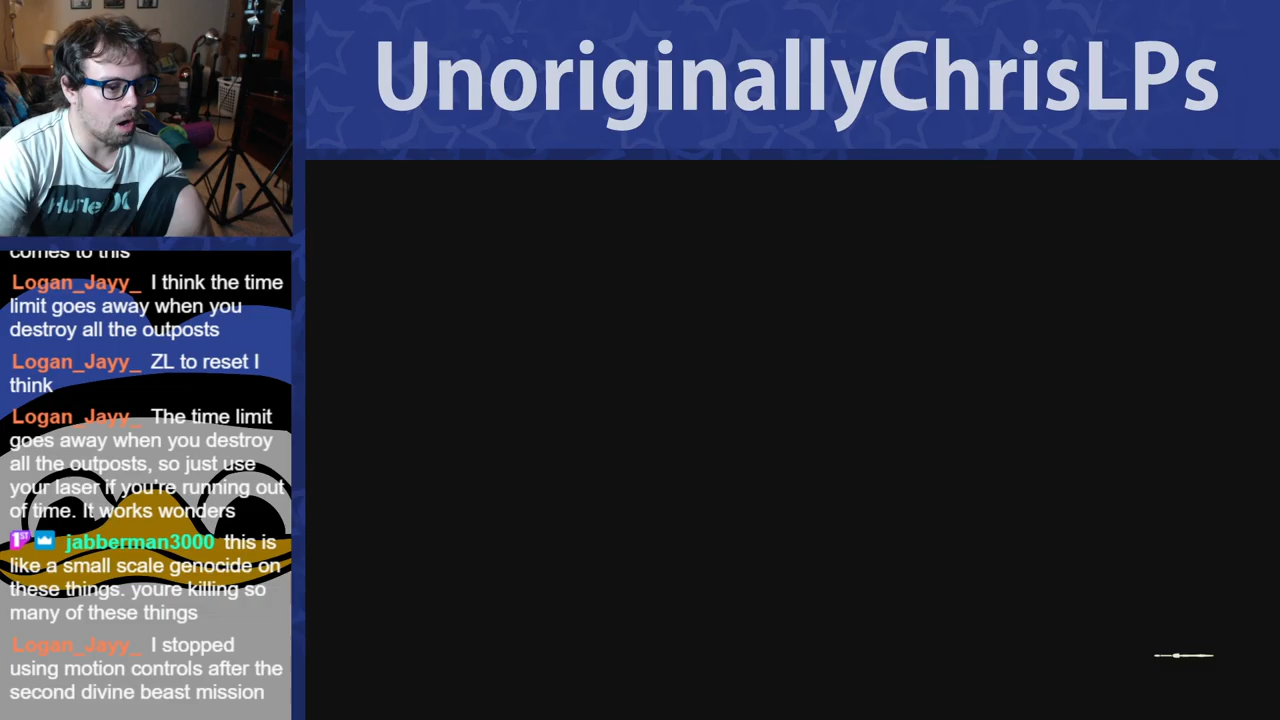 UnoriginallyChrisLPs
Hurley
comes to this
Logan_Jayy_ I think the time
limit goes away when you
destroy all the outposts
Logan_Jayy_ ZL to reset I
think
Logan_Jayy_ The time limit
goes away when you destroy
all the outposts, so just use
your laser if you're running out
of time. It works wonders
1ST jabberman3000 this is
like a small scale genocide on
these things. youre killing so
many of these things
Logan_Jayy_ I stopped
using motion controls after the
second divine beast mission